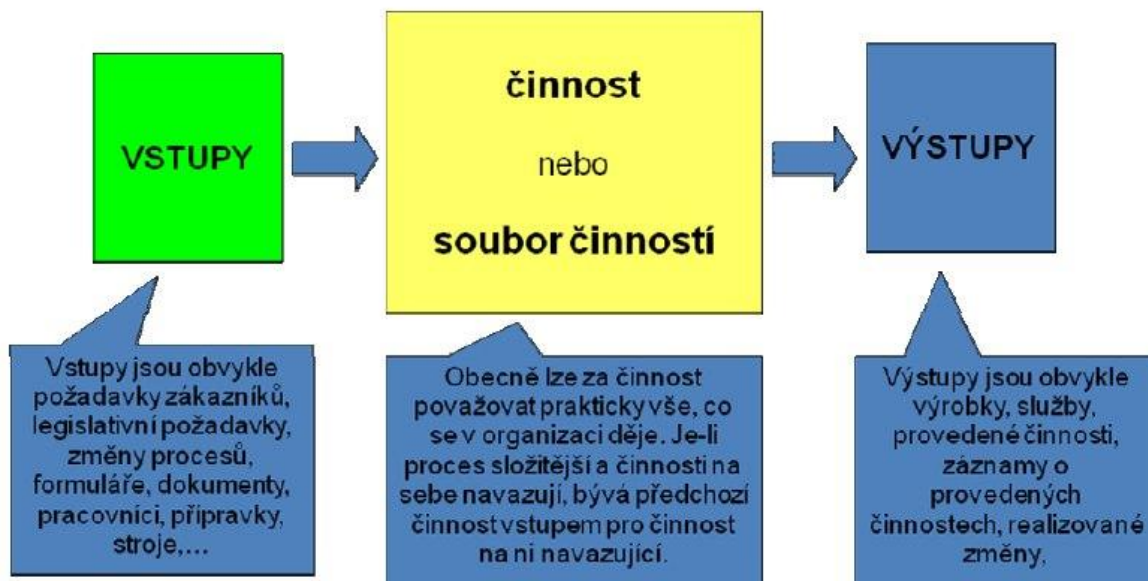 VSTUPY
činnost
nebo
soubor činností
VÝSTUPY
Vstupy jsou obvykle
požadavky zákazníků,
legislativní požadavky,
změny procesů,
formuláře, dokumenty,
pracovníci, přípravky,
stroje,…
Obecně lze za činnost
považovat prakticky vše, co
se v organizaci děje. Je-li
proces složitější a činnosti na
sebe navazují, bývá předchozí
činnost vstupem pro činnost
na ni navazující.
Výstupy jsou obvykle
výrobky, služby,
provedené činnosti,
záznamy o
provedených
činnostech, realizované
změny,